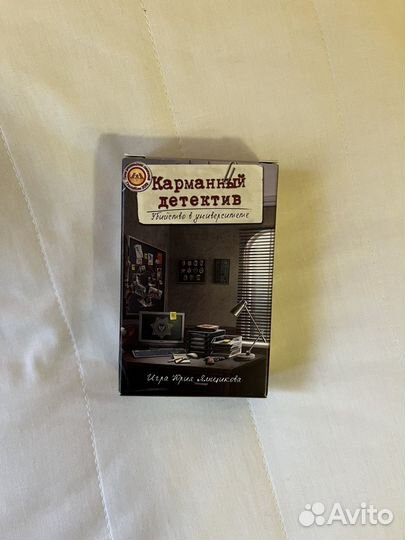 Карманный
детектив
Убийство в университете
Игра Юрия Ямщикова
Avito